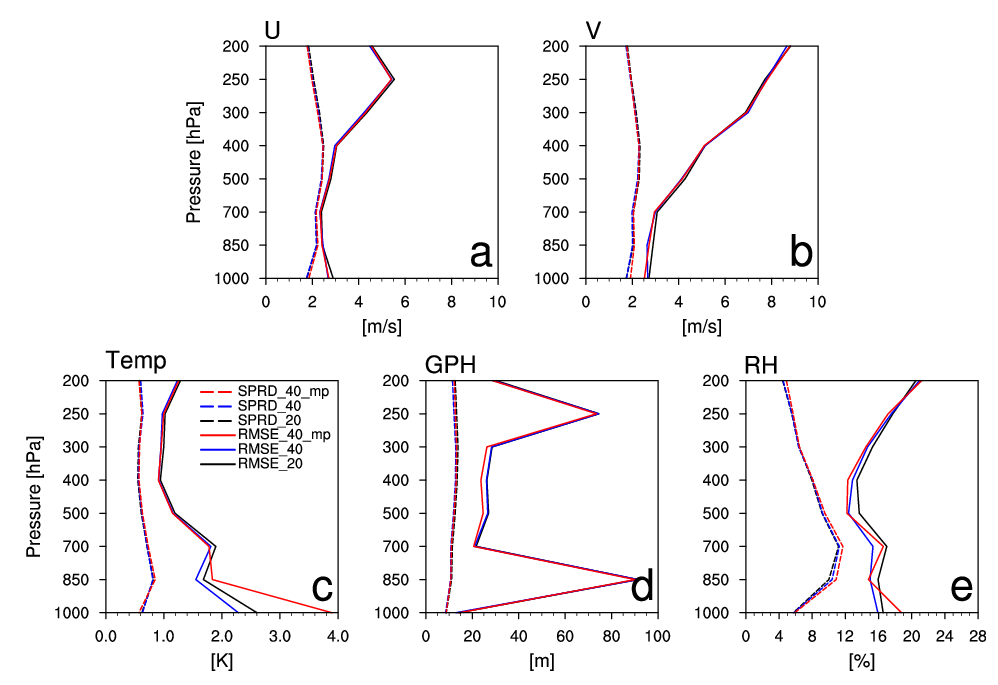 U
V
200
250
300
400
500
700
850
1000
Pressure [hPa]
0 2 4 6 8 10
[m/s]
a
200
250
300
400
500
700
850
1000
0 2 4 6 8 10
[m/s]
b
Temp
GPH
RH
200
250
300
400
500
700
850
1000
Pressure [hPa]
SPRD_40_mp
SPRD_40
SPRD_20
RMSE_40_mp
RMSE_40
RMSE_20
0.0 1.0 2.0 3.0 4.0
[K]
c
200
250
300
400
500
700
850
1000
0 20 40 60 80 100
[m]
d
200
250
300
400
500
700
850
1000
0 4 8 12 16 20 24 28
[%]
e